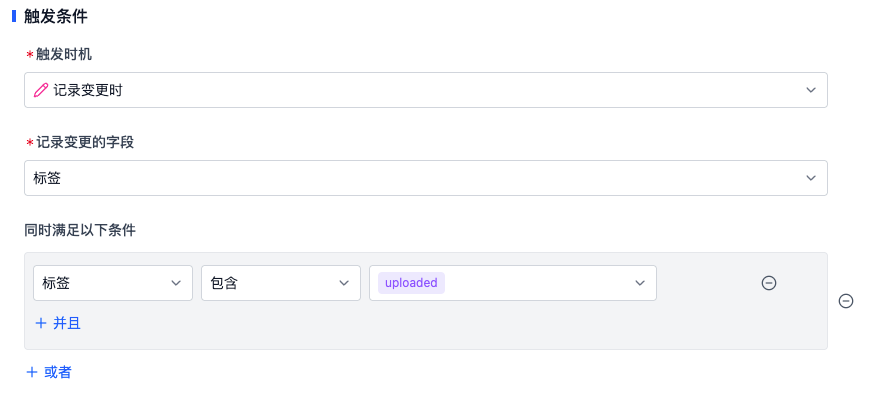 触发条件
*触发时机
记录变更时
*记录变更的字段
标签
同时满足以下条件
标签 包含 uploaded
+ 并且
+ 或者